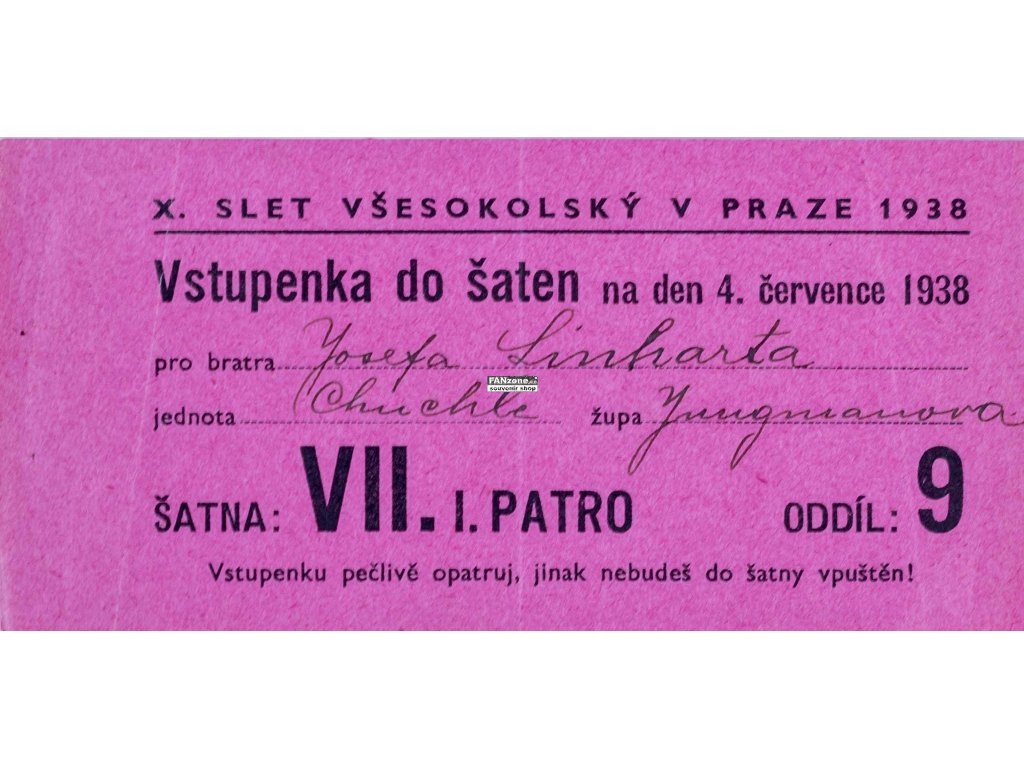 X. SLET VŠESOKOLSKÝ V PRAZE 1938
Vstupenka do šaten na den 4. července 1938
pro bratra Josefa Linharta
FANzone.cz
souvenir shop
jednota Chuchle župa Jungmanova
ŠATNA: VII. I. PATRO ODDÍL: 9
Vstupenku pečlivě opatruj, jinak nebudeš do šatny vpuštěn!